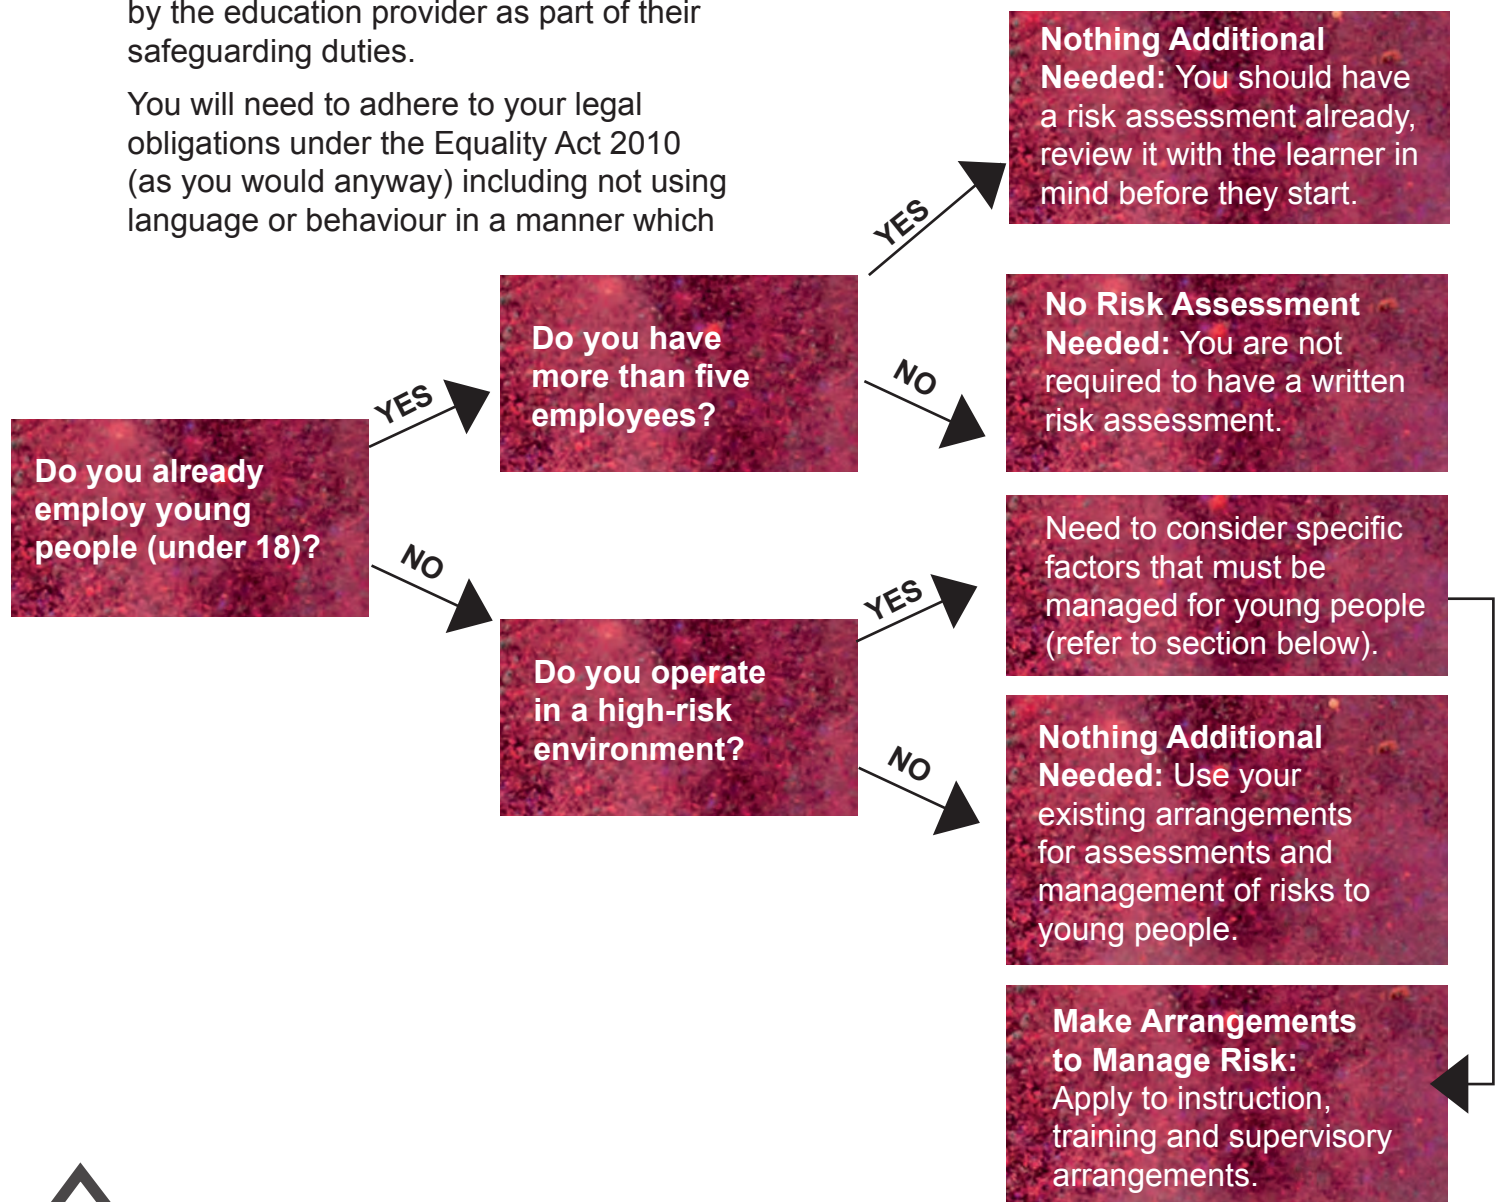 by the education provider as part of their
safeguarding duties.
You will need to adhere to your legal
obligations under the Equality Act 2010
(as you would anyway) including not using
language or behaviour in a manner which
Do you already
employ young
people (under 18)?
YES
NO
Do you have
more than five
employees?
YES
NO
Do you operate
in a high-risk
environment?
YES
NO
Nothing Additional
Needed: You should have
a risk assessment already,
review it with the learner in
mind before they start.
No Risk Assessment
Needed: You are not
required to have a written
risk assessment.
Need to consider specific
factors that must be
managed for young people
(refer to section below).
Nothing Additional
Needed: Use your
existing arrangements
for assessments and
management of risks to
young people.
Make Arrangements
to Manage Risk:
Apply to instruction,
training and supervisory
arrangements.